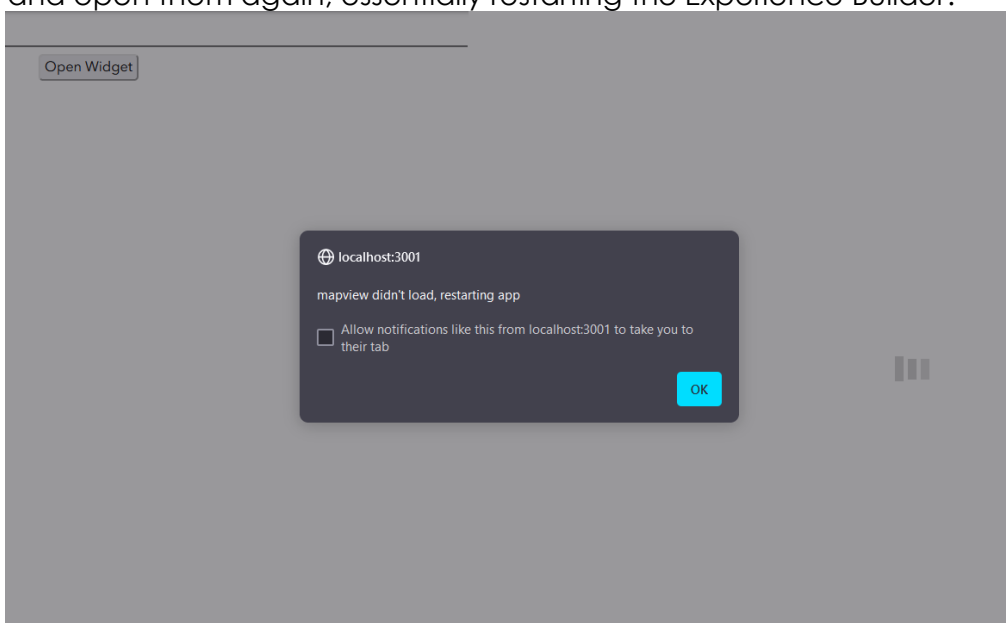 and open them again, essentially restarting the Experience Builder.
Open Widget
localhost:3001
mapview didn't load, restarting app
Allow notifications like this from localhost:3001 to take you to
their tab
OK